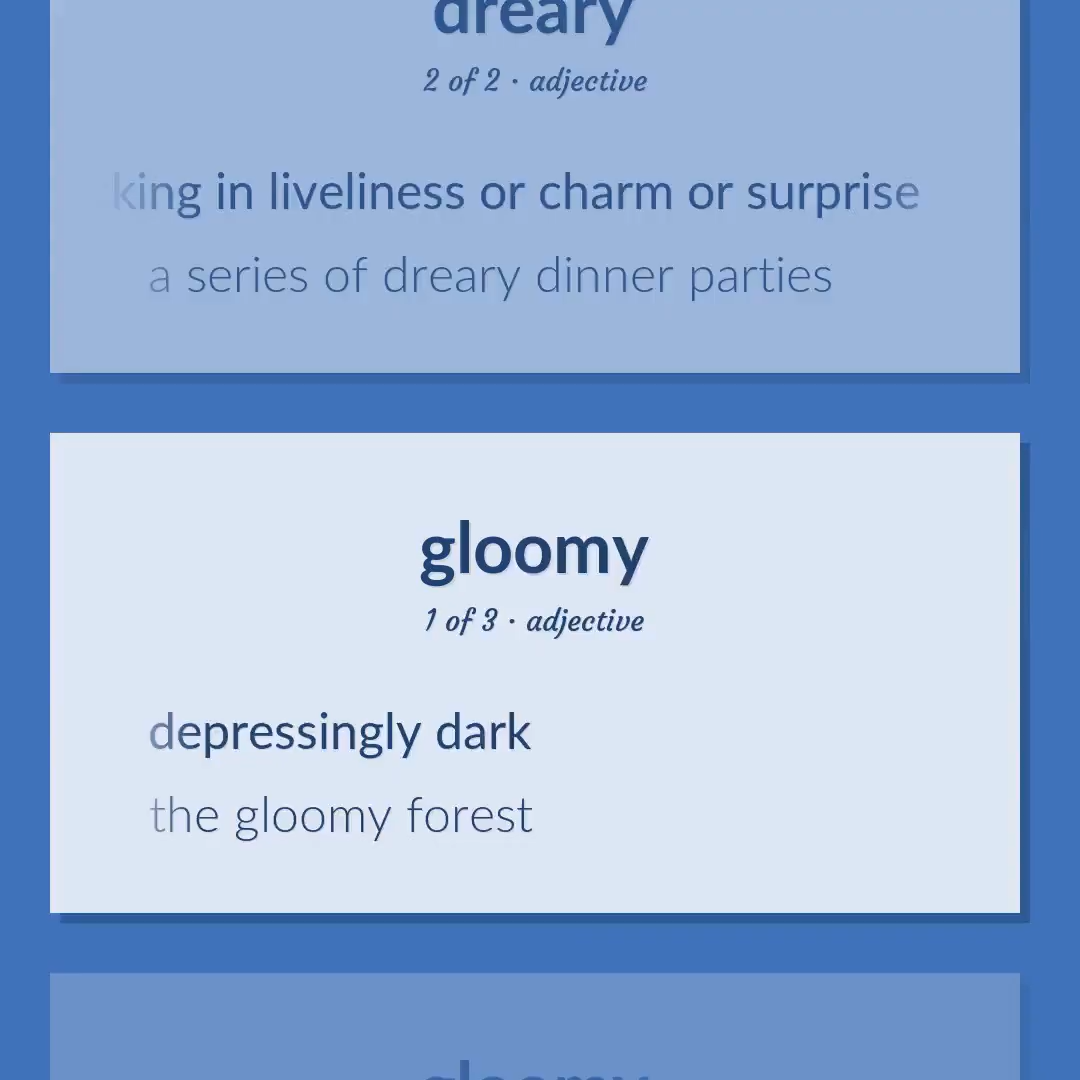 dreary
2 of 2 · adjective
king in liveliness or charm or surprise
a series of dreary dinner parties
gloomy
1 of 3 · adjective
depressingly dark
the gloomy forest
gloomy